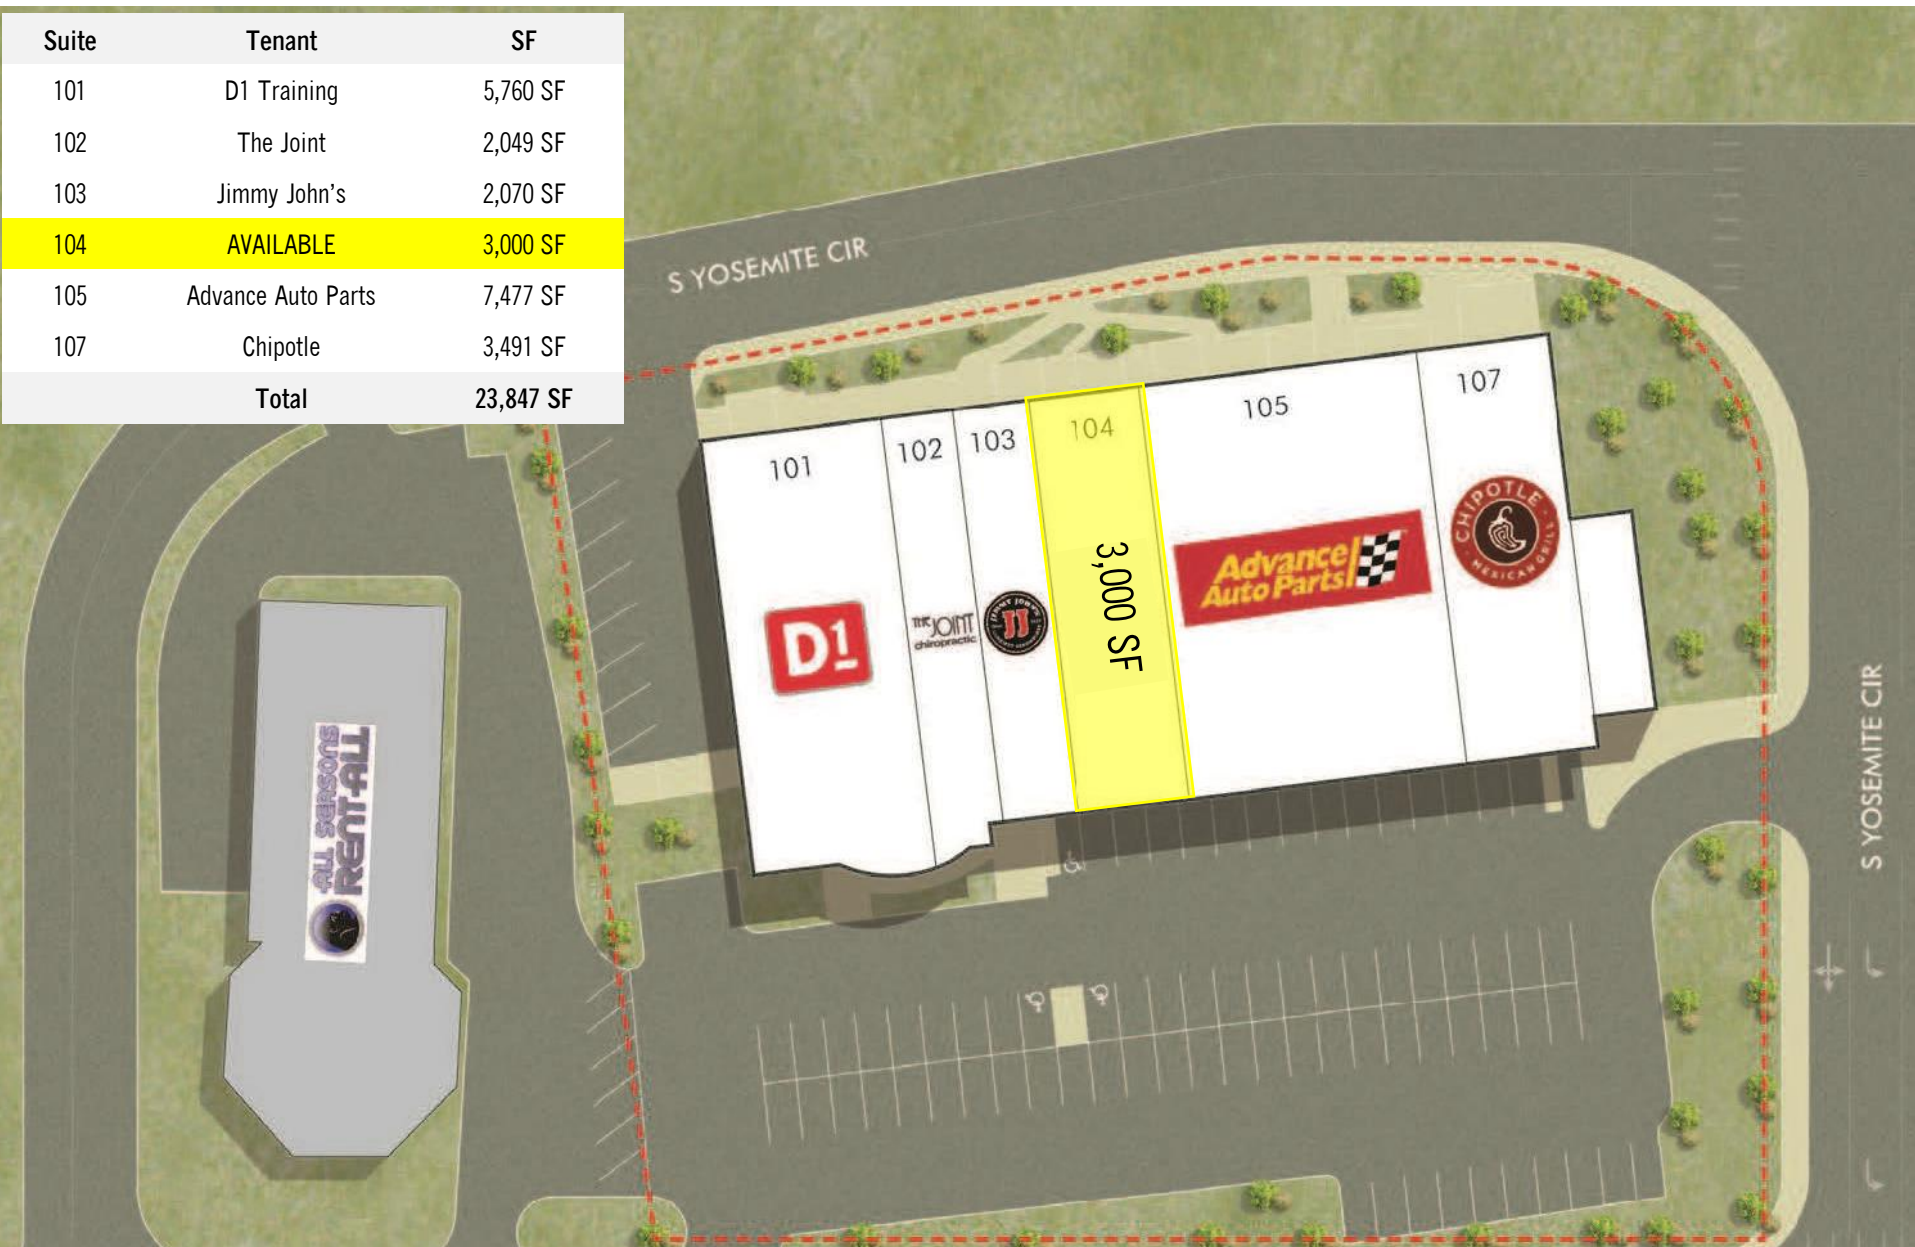 Suite Tenant SF
101 D1 Training 5,760 SF
102 The Joint 2,049 SF
103 Jimmy John's 2,070 SF
104 AVAILABLE 3,000 SF
105 Advance Auto Parts 7,477 SF
107 Chipotle 3,491 SF
Total 23,847 SF
S YOSEMITE CIR
101
102
103
104
105
107
D1
THE JOINT
chiropractic
JIMMY JOHN'S
JJ
3,000 SF
Advance
Auto Parts
CHIPOTLE
MEXICAN GRILL
ALL SEASONS
RENT-ALL
S YOSEMITE CIR